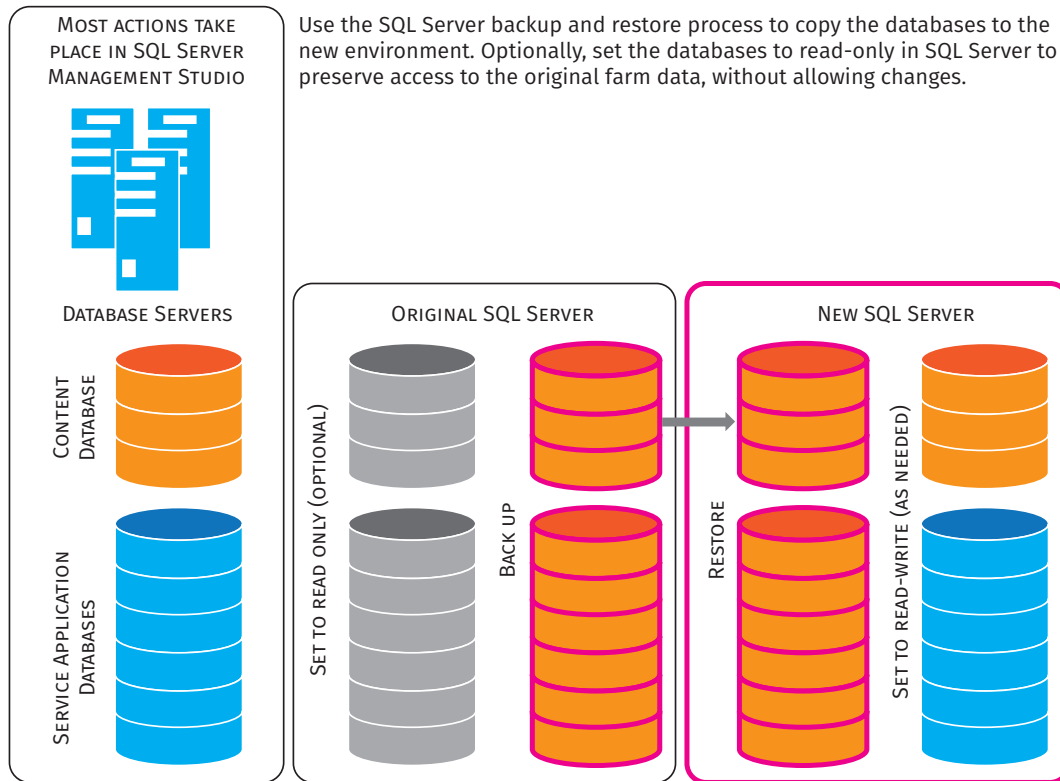 MOST ACTIONS TAKE
PLACE IN SQL SERVER
MANAGEMENT STUDIO
Use the SQL Server backup and restore process to copy the databases to the
new environment. Optionally, set the databases to read-only in SQL Server to
preserve access to the original farm data, without allowing changes.
DATABASE SERVERS
ORIGINAL SQL SERVER
NEW SQL SERVER
CONTENT
DATABASE
SERVICE APPLICATION
DATABASES
SET TO READ ONLY (OPTIONAL)
BACK UP
RESTORE
SET TO READ-WRITE (AS NEEDED)